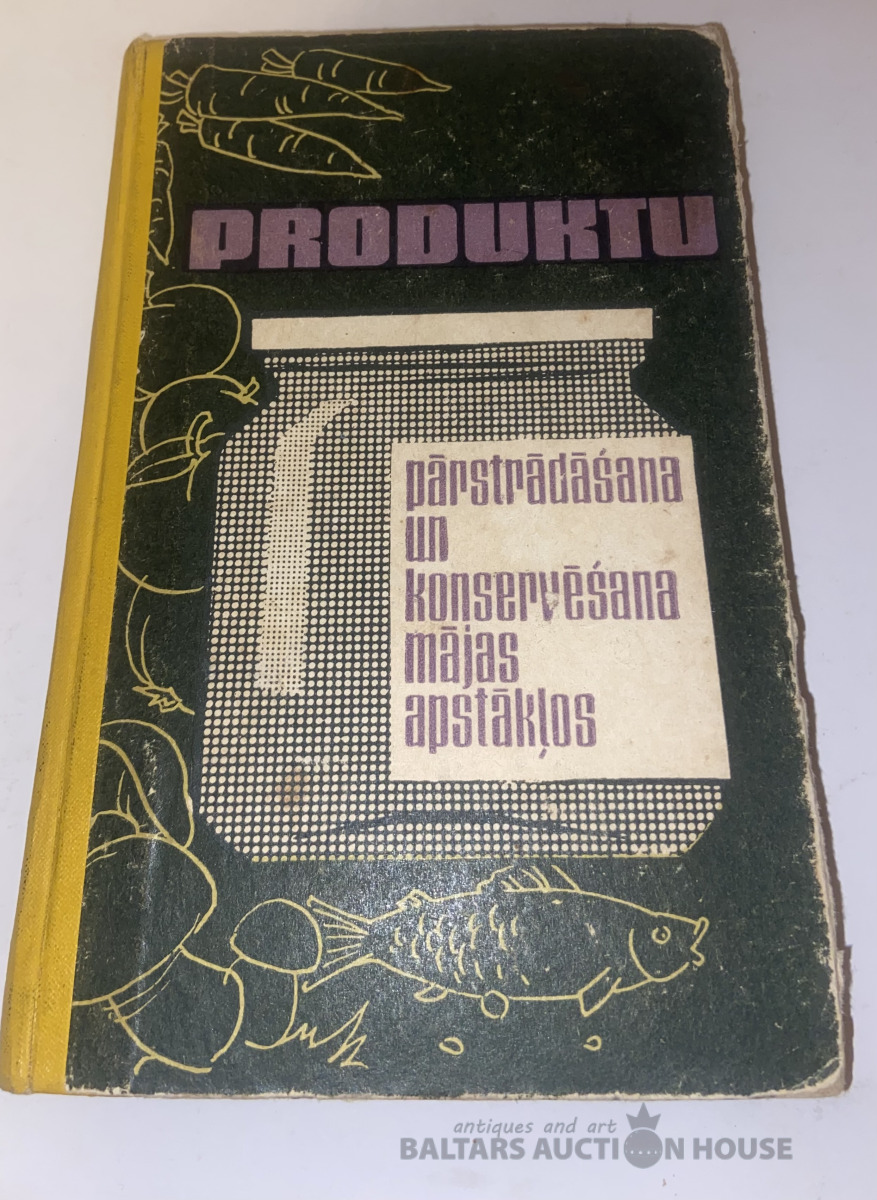 PRODUKTU
pārstrādāšana
un
konservēšana
mājas
apstākļos
antiques and art
BALTARS AUCTION HOUSE